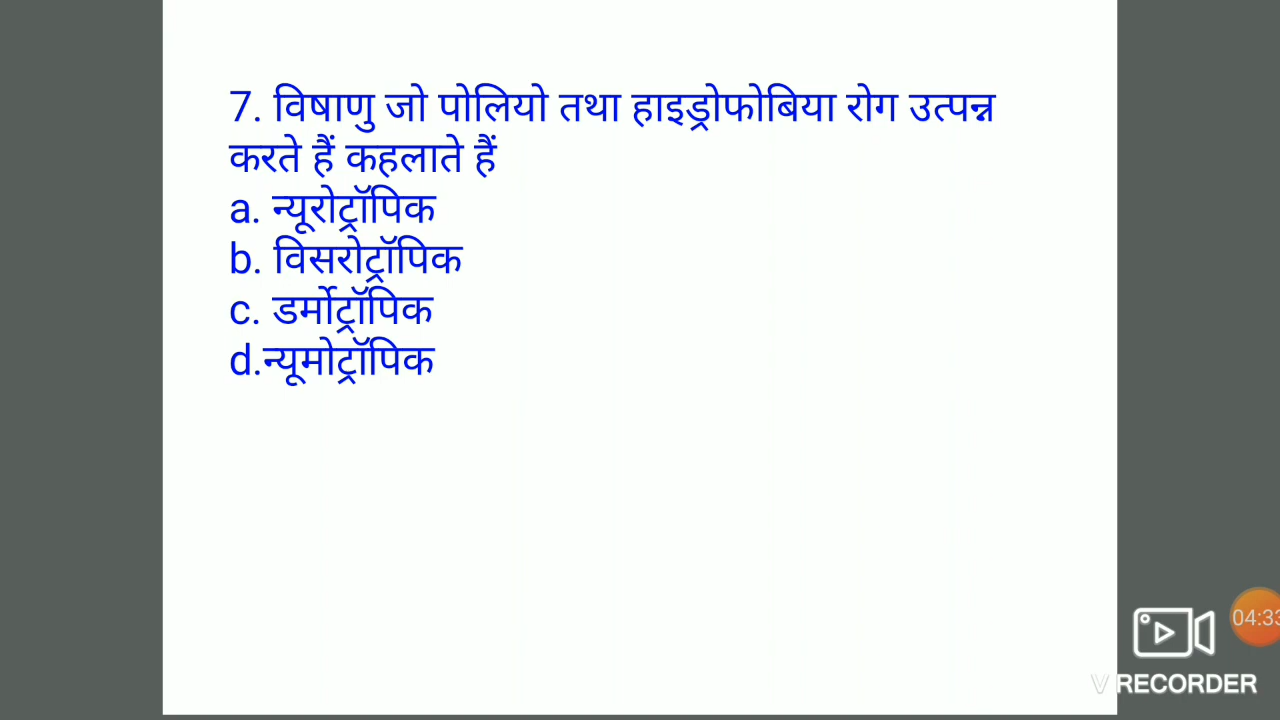 7. विषाणु जो पोलियो तथा हाइड्रोफोबिया रोग उत्पन्न
करते हैं कहलाते हैं
a. न्यूरोट्रॉपिक
b. विसरोट्रॉपिक
c. डर्मोट्रॉपिक
d.न्यूमोट्रॉपिक
04:33
V RECORDER